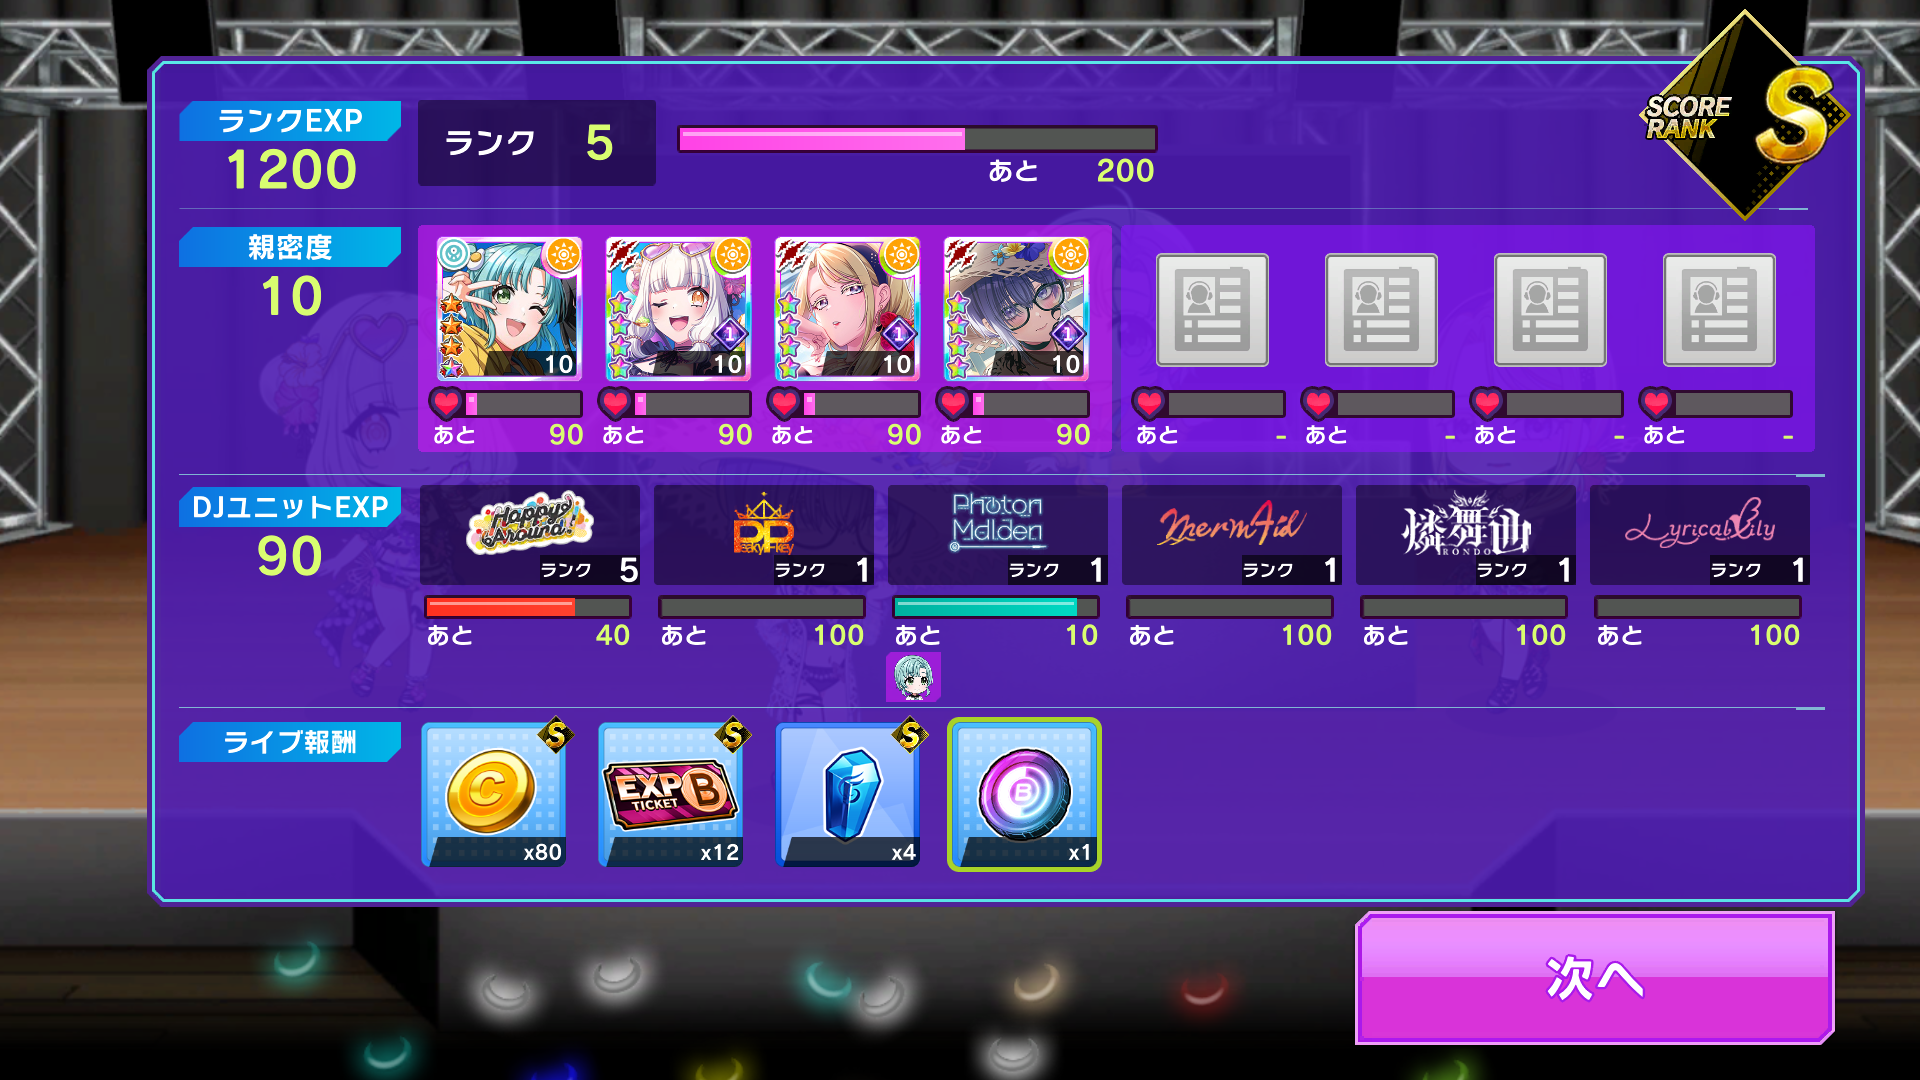 SCORE RANK S
ランクEXP
1200
ランク 5
あと 200
親密度
10
10
10
10
10
1
1
1
あと 90
あと 90
あと 90
あと 90
あと -
あと -
あと -
あと -
DJユニットEXP
90
Happy Around!
Peaky P-key
Photon Maiden
Merm4id
燐舞曲
RONDO
Lyrical Lily
ランク 5
ランク 1
ランク 1
ランク 1
ランク 1
ランク 1
あと 40
あと 100
あと 10
あと 100
あと 100
あと 100
ライブ報酬
S
S
S
C
EXP TICKET B
B
x80
x12
x4
x1
次へ